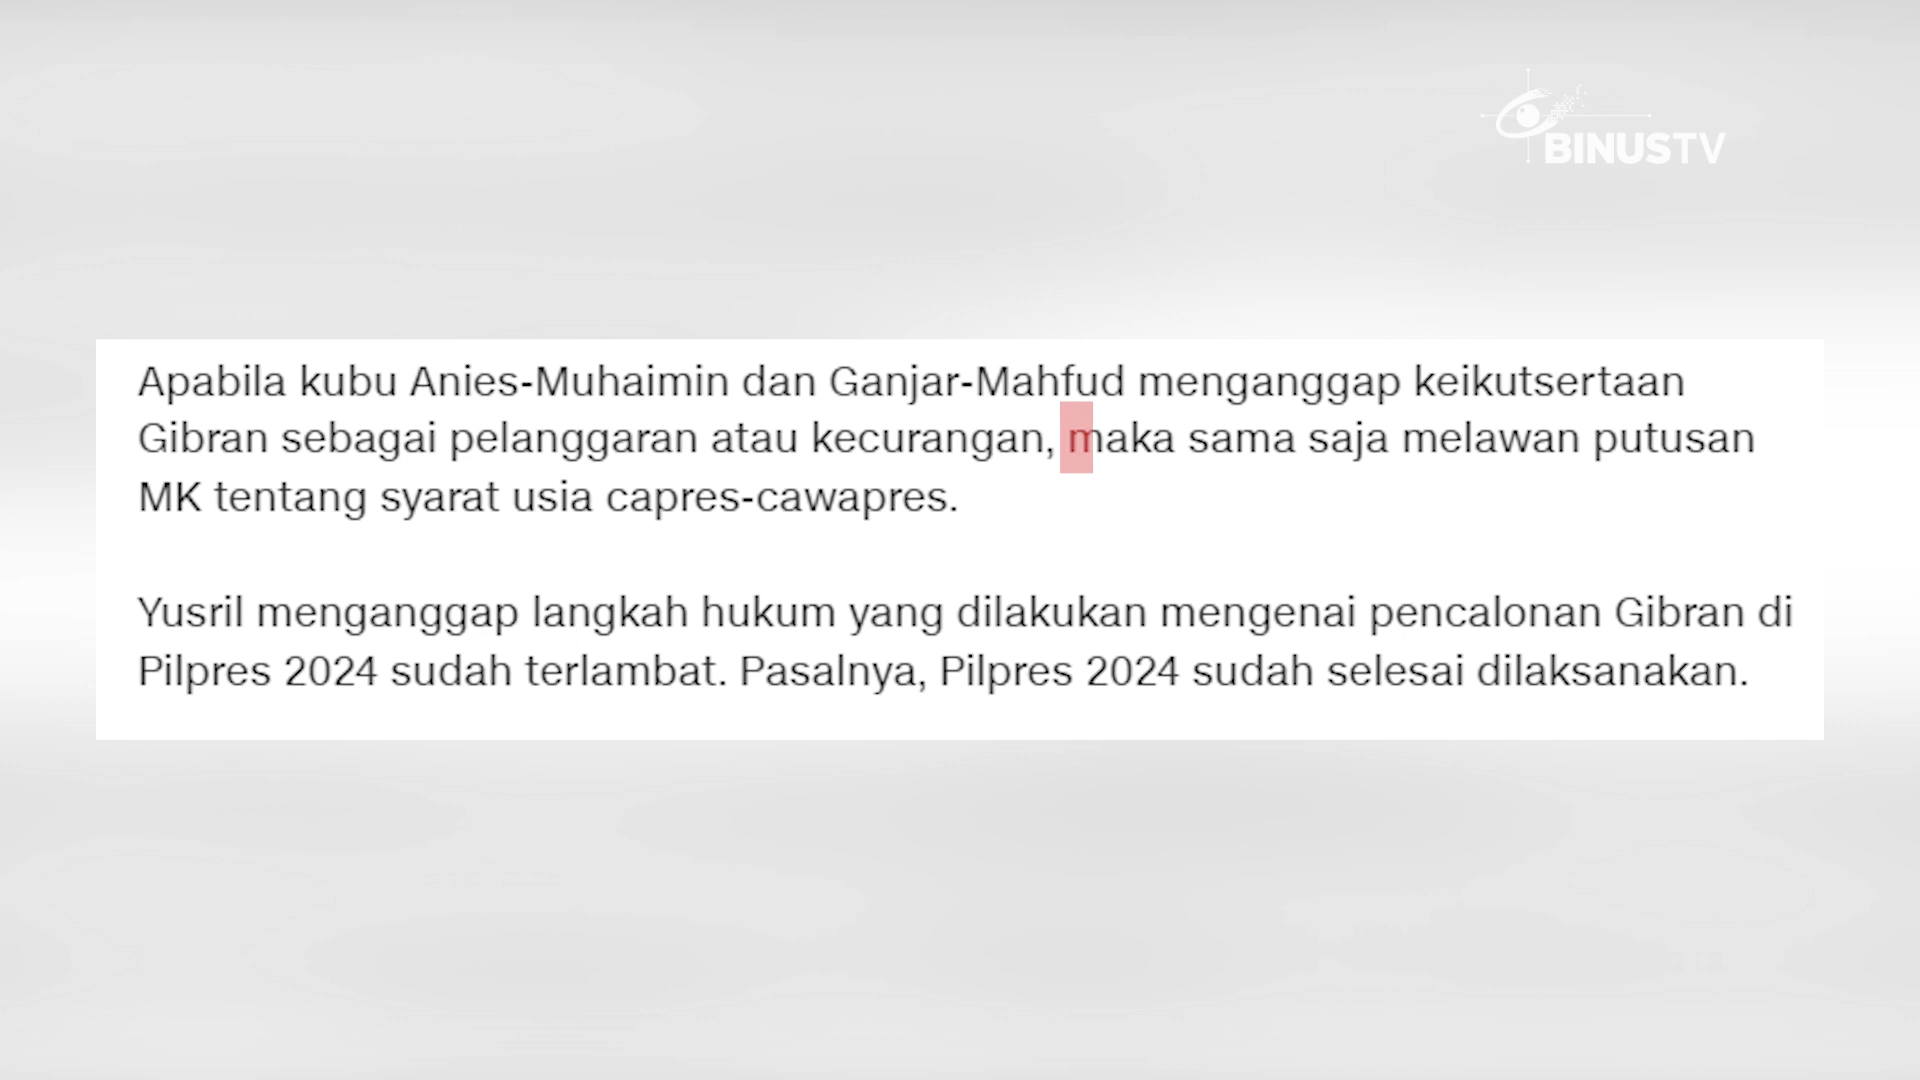 BINUSTV
Apabila kubu Anies-Muhaimin dan Ganjar-Mahfud menganggap keikutsertaan
Gibran sebagai pelanggaran atau kecurangan, maka sama saja melawan putusan
MK tentang syarat usia capres-cawapres.
Yusril menganggap langkah hukum yang dilakukan mengenai pencalonan Gibran di
Pilpres 2024 sudah terlambat. Pasalnya, Pilpres 2024 sudah selesai dilaksanakan.